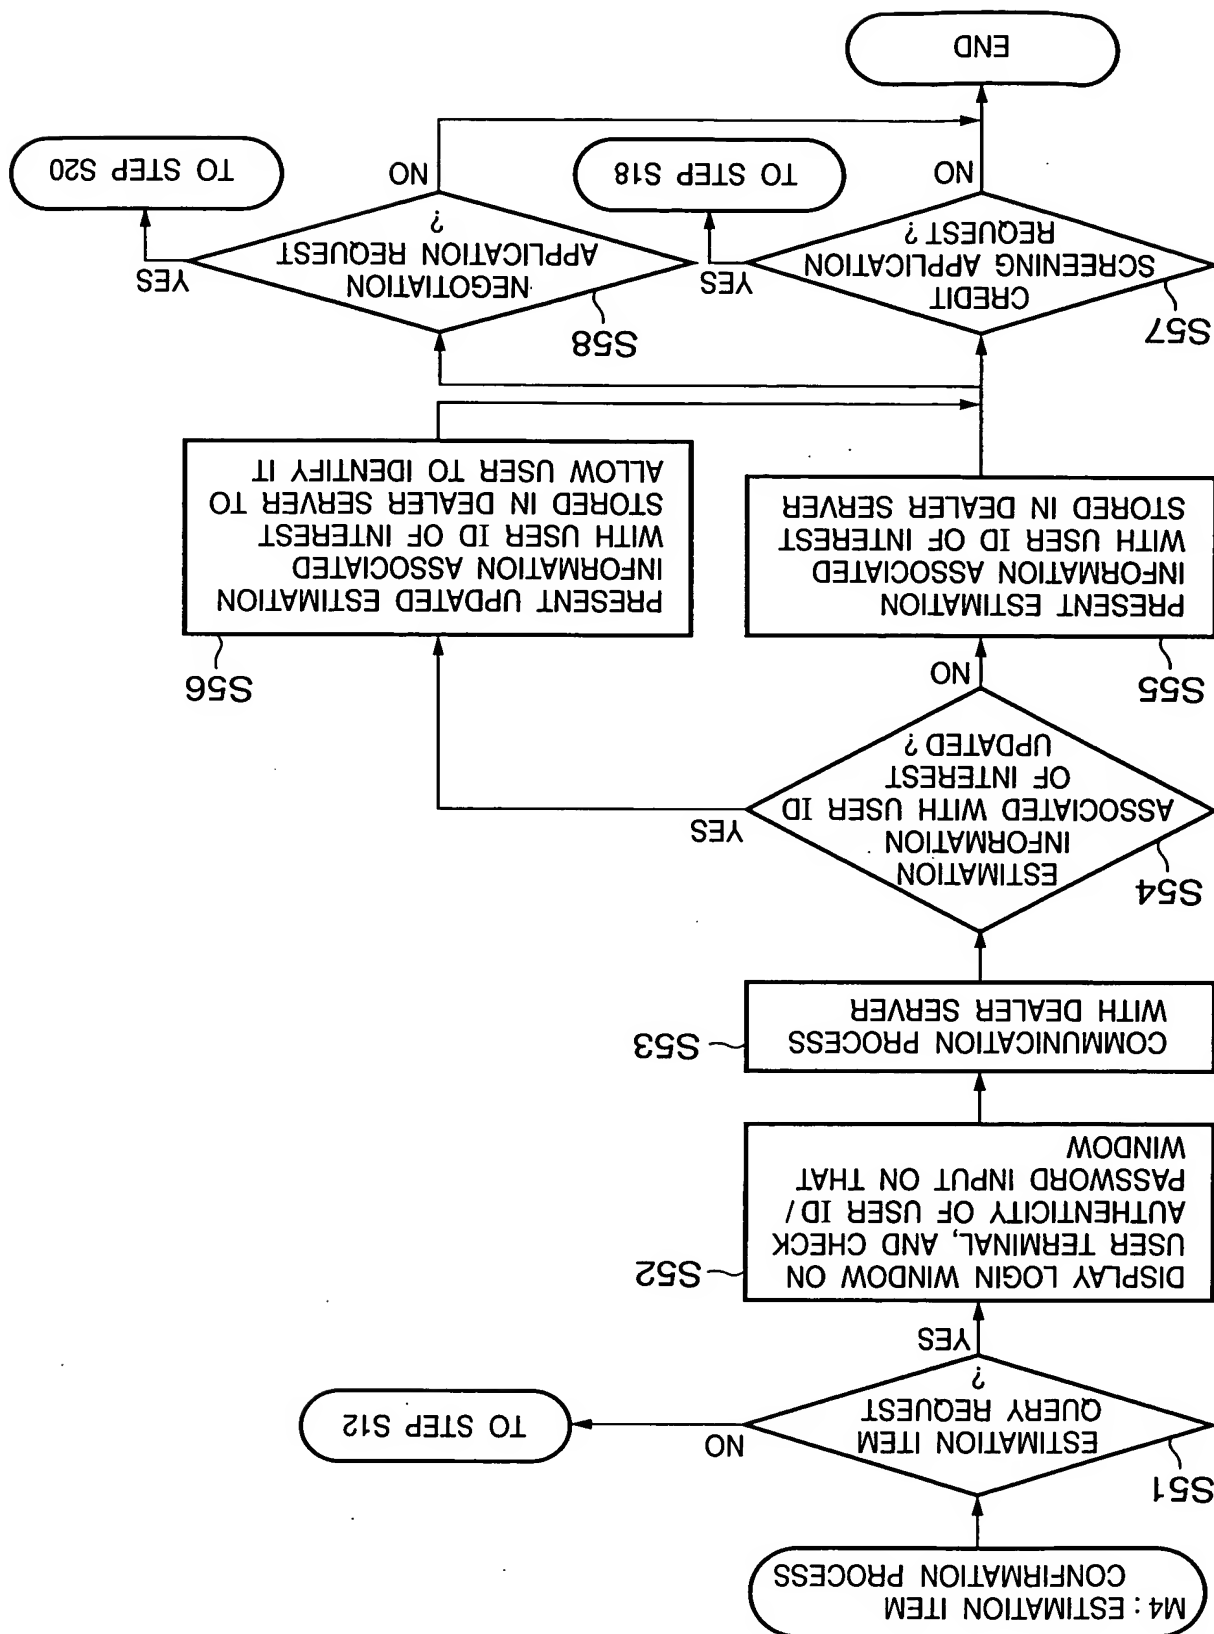 M4 : ESTIMATION ITEM
CONFIRMATION PROCESS
S51
ESTIMATION ITEM
QUERY REQUEST
?
NO
TO STEP S12
YES
S52
DISPLAY LOGIN WINDOW ON
USER TERMINAL, AND CHECK
AUTHENTICITY OF USER ID/
PASSWORD INPUT ON THAT
WINDOW
S53
COMMUNICATION PROCESS
WITH DEALER SERVER
S54
ESTIMATION
INFORMATION
ASSOCIATED WITH USER ID
OF INTEREST
UPDATED ?
YES
NO
S55
PRESENT ESTIMATION
INFORMATION ASSOCIATED
WITH USER ID OF INTEREST
STORED IN DEALER SERVER
S56
PRESENT UPDATED ESTIMATION
INFORMATION ASSOCIATED
WITH USER ID OF INTEREST
STORED IN DEALER SERVER TO
ALLOW USER TO IDENTIFY IT
S57
CREDIT
SCREENING APPLICATION
REQUEST ?
YES
TO STEP S18
NO
S58
NEGOTIATION
APPLICATION REQUEST
?
YES
TO STEP S20
NO
END